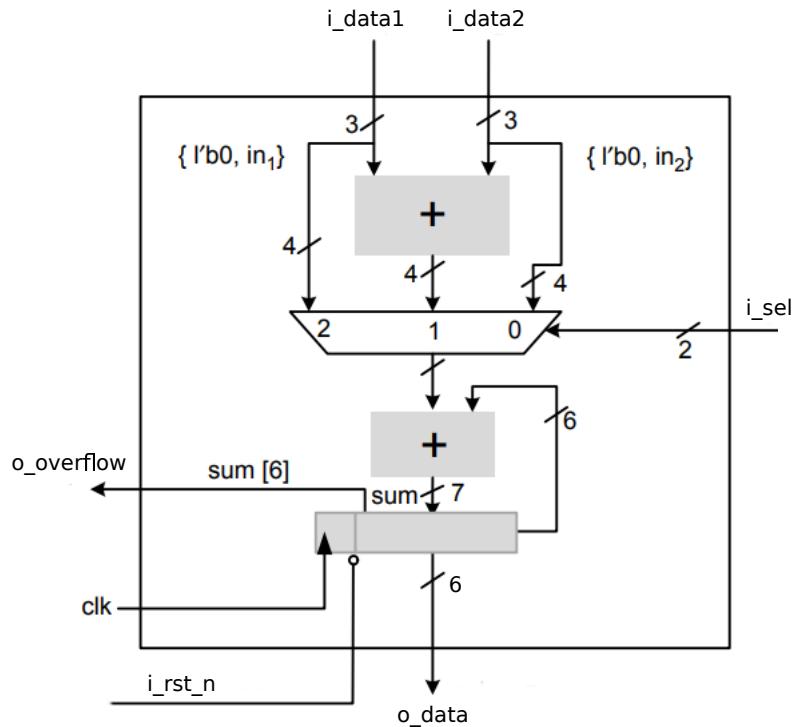 i_data1
i_data2
3
3
{ l'b0, in1}
{ l'b0, in2}
+
4
4
4
2
1
0
i_sel
2
+
6
o_overflow
sum [6]
sum
7
clk
6
i_rst_n
o_data